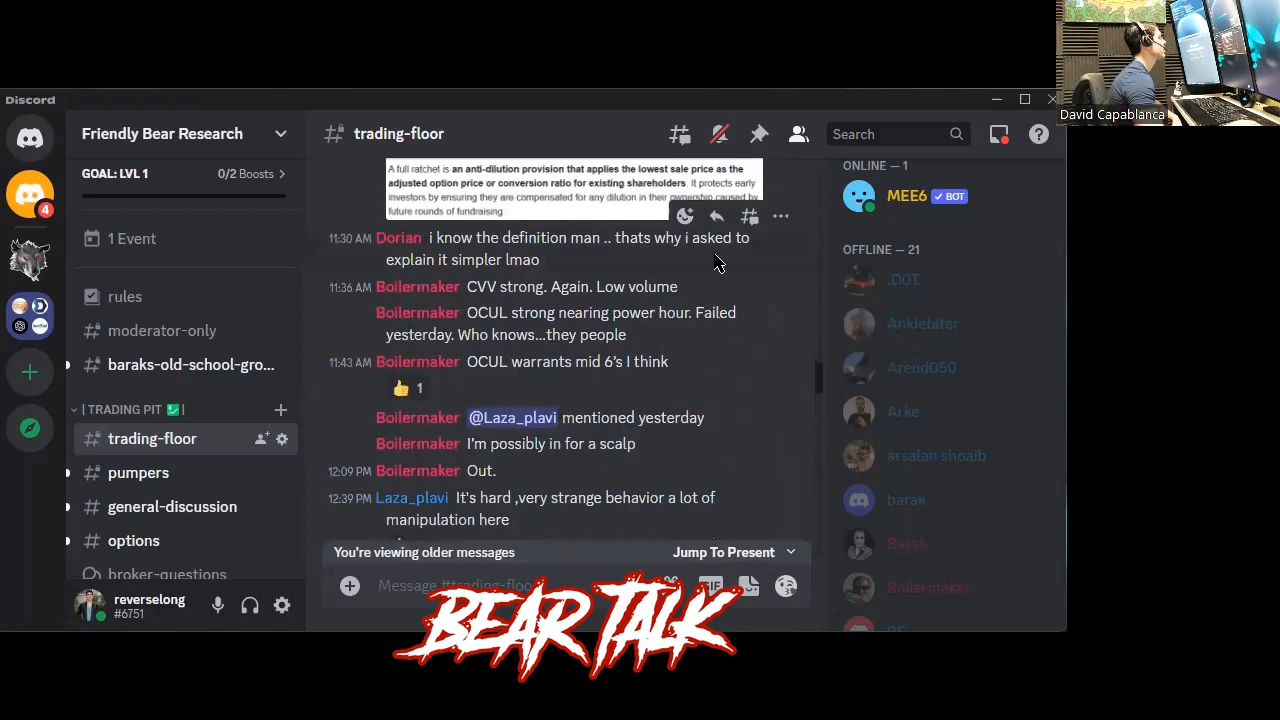 David Capablanca
Discord
Friendly Bear Research
GOAL: LVL 1
0/2 Boosts
1 Event
rules
moderator-only
baraks-old-school-gro...
| TRADING PIT 💹 |
trading-floor
pumpers
general-discussion
options
broker-questions
reverselong
#6751
4
trading-floor
Search
A full ratchet is an anti-dilution provision that applies the lowest sale price as the
adjusted option price or conversion ratio for existing shareholders. It protects early
investors by ensuring they are compensated for any dilution in their ownership caused by
future rounds of fundraising.
11:30 AM Dorian i know the definition man .. thats why i asked to
explain it simpler lmao
11:36 AM Boilermaker CVV strong. Again. Low volume
Boilermaker OCUL strong nearing power hour. Failed
yesterday. Who knows...they people
11:43 AM Boilermaker OCUL warrants mid 6's I think
👍 1
Boilermaker @Laza_plavi mentioned yesterday
Boilermaker I'm possibly in for a scalp
12:09 PM Boilermaker Out.
12:39 PM Laza_plavi It's hard ,very strange behavior a lot of
manipulation here
You're viewing older messages
Jump To Present
Message #trading-floo
GIF
BEAR TALK
ONLINE — 1
MEE6 ✓ BOT
OFFLINE — 21
.D0T.
Anklebiter
Arend050
Arke
arsalan shoaib
barak
Barak
Boilermaker